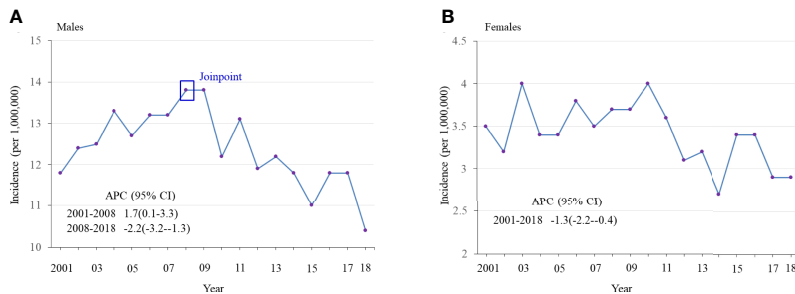 A
Males
15
14
13
12
11
10
Incidence (per 1,000,000)
Joinpoint
APC (95% CI)
2001-2008 1.7(0.1-3.3)
2008-2018 -2.2(-3.2--1.3)
2001 03 05 07 09 11 13 15 17 18
Year
B
Females
4.5
4
3.5
3
2.5
2
Incidence (per 1,000,000)
APC (95% CI)
2001-2018 -1.3(-2.2--0.4)
2001 03 05 07 09 11 13 15 17 18
Year